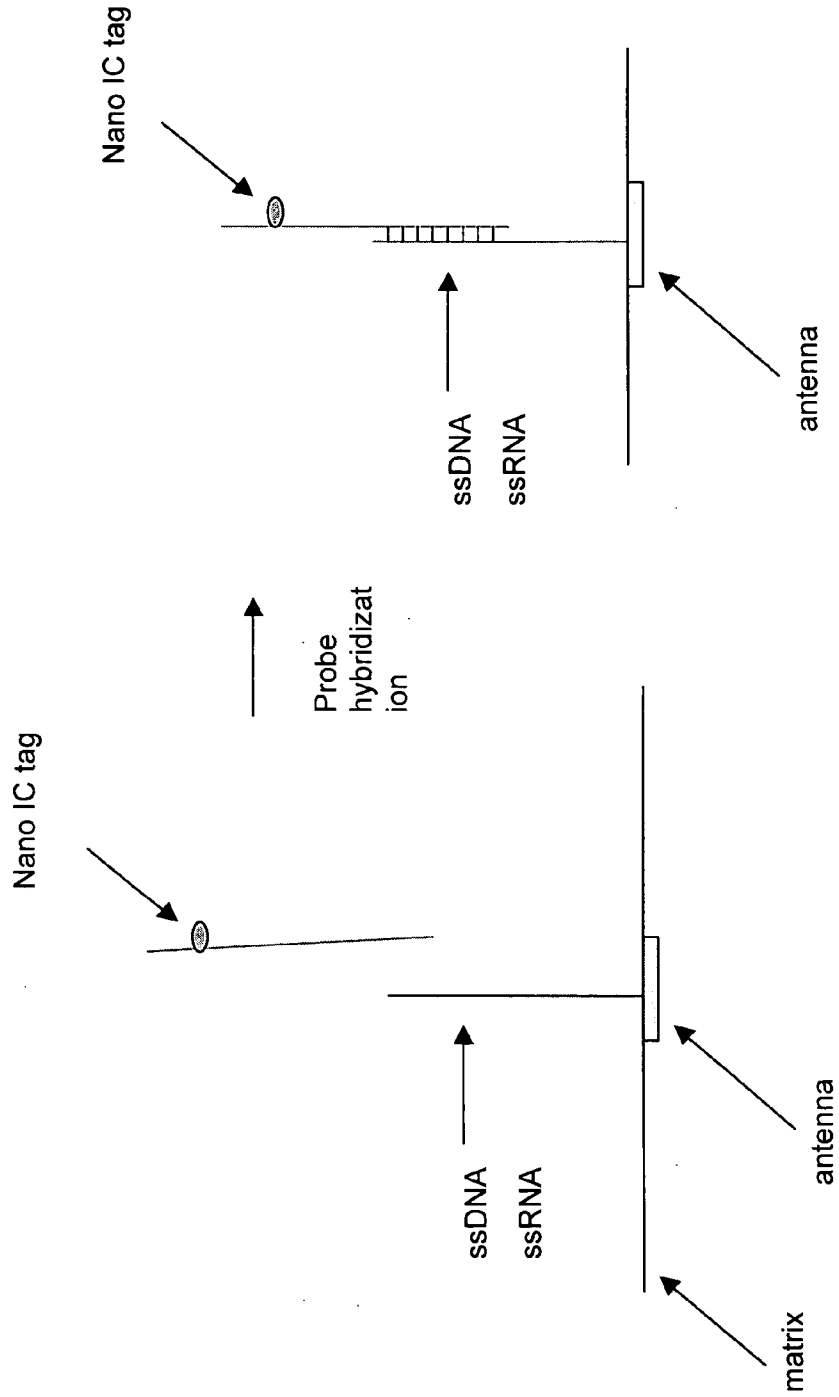 Nano IC tag
ssDNA
ssRNA
matrix
antenna
Probe
hybridizat
ion
Nano IC tag
ssDNA
ssRNA
antenna